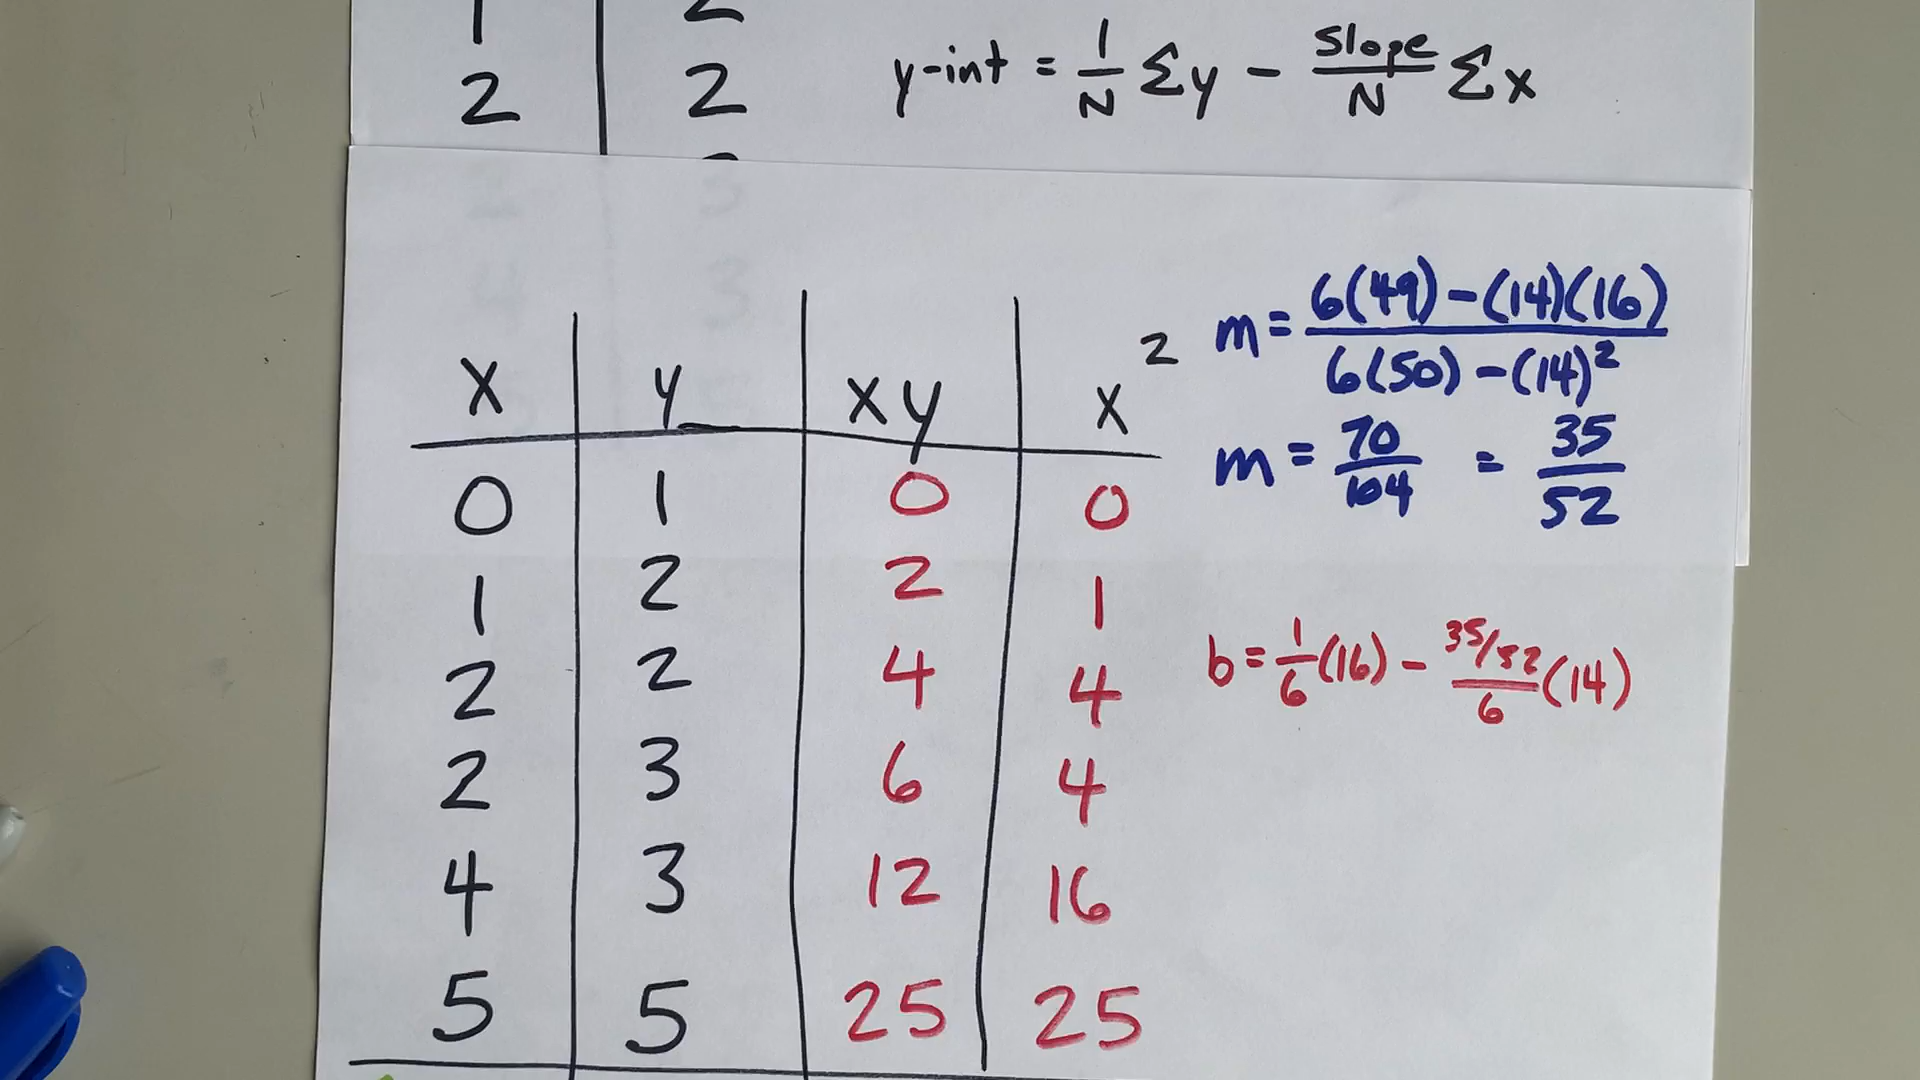 1 2
2 2
y-int = 1/N Σy - slope/N Σx
x y xy x²
0 1 0 0
1 2 2 1
2 2 4 4
2 3 6 4
4 3 12 16
5 5 25 25
m = 6(49) - (14)(16) / 6(50) - (14)²
m = 70/104 = 35/52
b = 1/6 (16) - 35/52 / 6 (14)